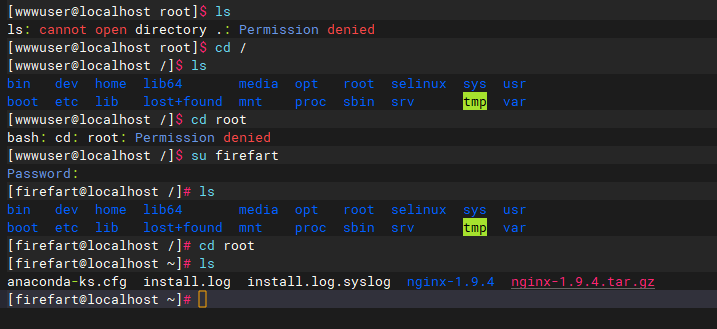 [wwwuser@localhost root]$ ls
ls: cannot open directory .: Permission denied
[wwwuser@localhost root]$ cd /
[wwwuser@localhost /]$ ls
bin   dev  home  lib64       media  opt   root  selinux  sys  usr
boot  etc  lib   lost+found  mnt    proc  sbin  srv      tmp  var
[wwwuser@localhost /]$ cd root
bash: cd: root: Permission denied
[wwwuser@localhost /]$ su firefart
Password:
[firefart@localhost /]# ls
bin   dev  home  lib64       media  opt   root  selinux  sys  usr
boot  etc  lib   lost+found  mnt    proc  sbin  srv      tmp  var
[firefart@localhost /]# cd root
[firefart@localhost ~]# ls
anaconda-ks.cfg  install.log  install.log.syslog  nginx-1.9.4  nginx-1.9.4.tar.gz
[firefart@localhost ~]#